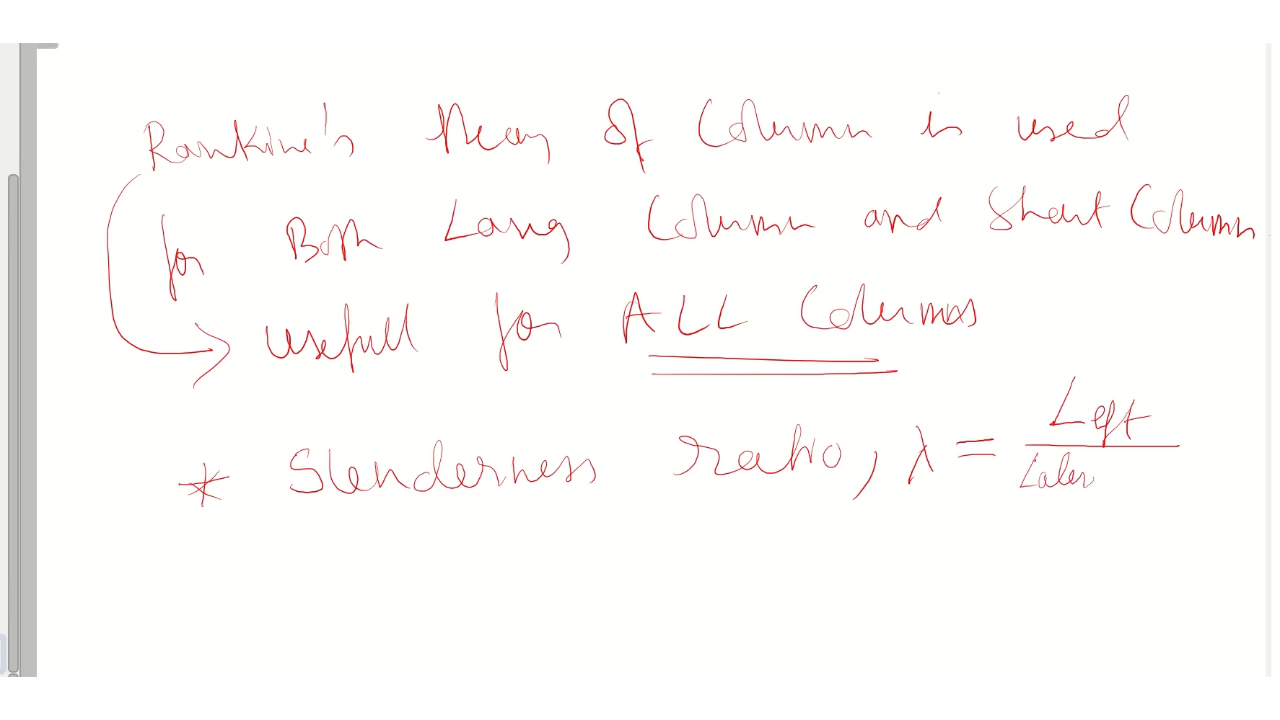 Rankine's theory of Column is used
for Both Long Column and Short Column
usefull for ALL Columns
* Slenderness ratio, λ = Leff / Later